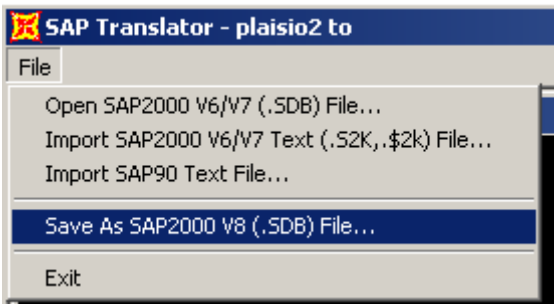 SAP Translator - plaisio2 to
File
Open SAP2000 V6/V7 (.SDB) File...
Import SAP2000 V6/V7 Text (.S2K,.$2k) File...
Import SAP90 Text File...
Save As SAP2000 V8 (.SDB) File...
Exit